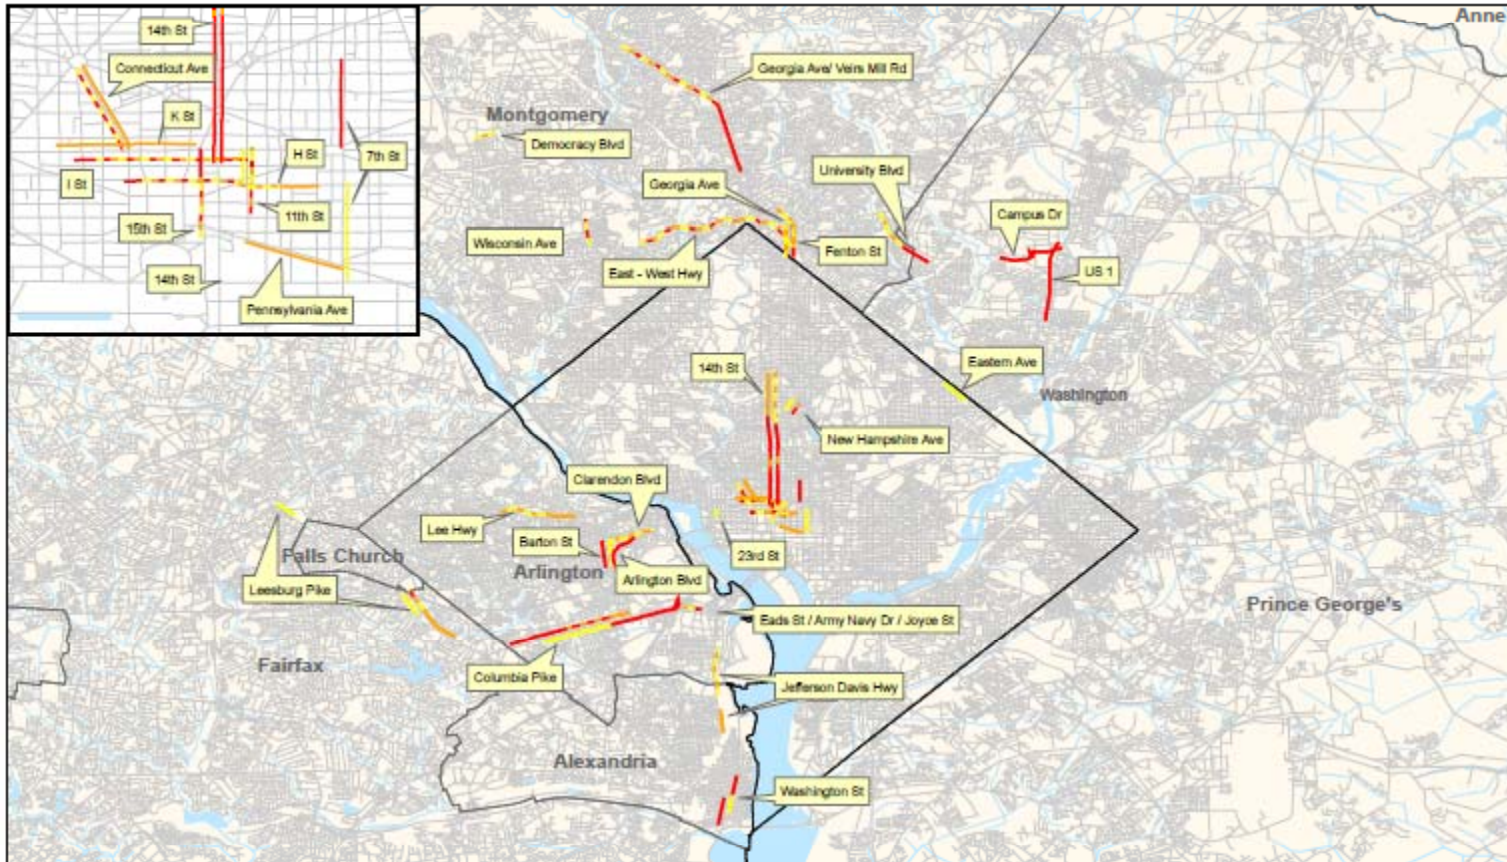 14th St
Connecticut Ave
K St
H St
7th St
I St
11th St
15th St
14th St
Pennsylvania Ave
Anne
Georgia Ave/ Veirs Mill Rd
Montgomery
Democracy Blvd
University Blvd
Georgia Ave
Campus Dr
Wisconsin Ave
Fenton St
East - West Hwy
US 1
Eastern Ave
14th St
Washington
New Hampshire Ave
Clarendon Blvd
Lee Hwy
Barton St
23rd St
Falls Church
Arlington
Arlington Blvd
Leesburg Pike
Prince George's
Eads St / Army Navy Dr / Joyce St
Fairfax
Columbia Pike
Jefferson Davis Hwy
Alexandria
Washington St